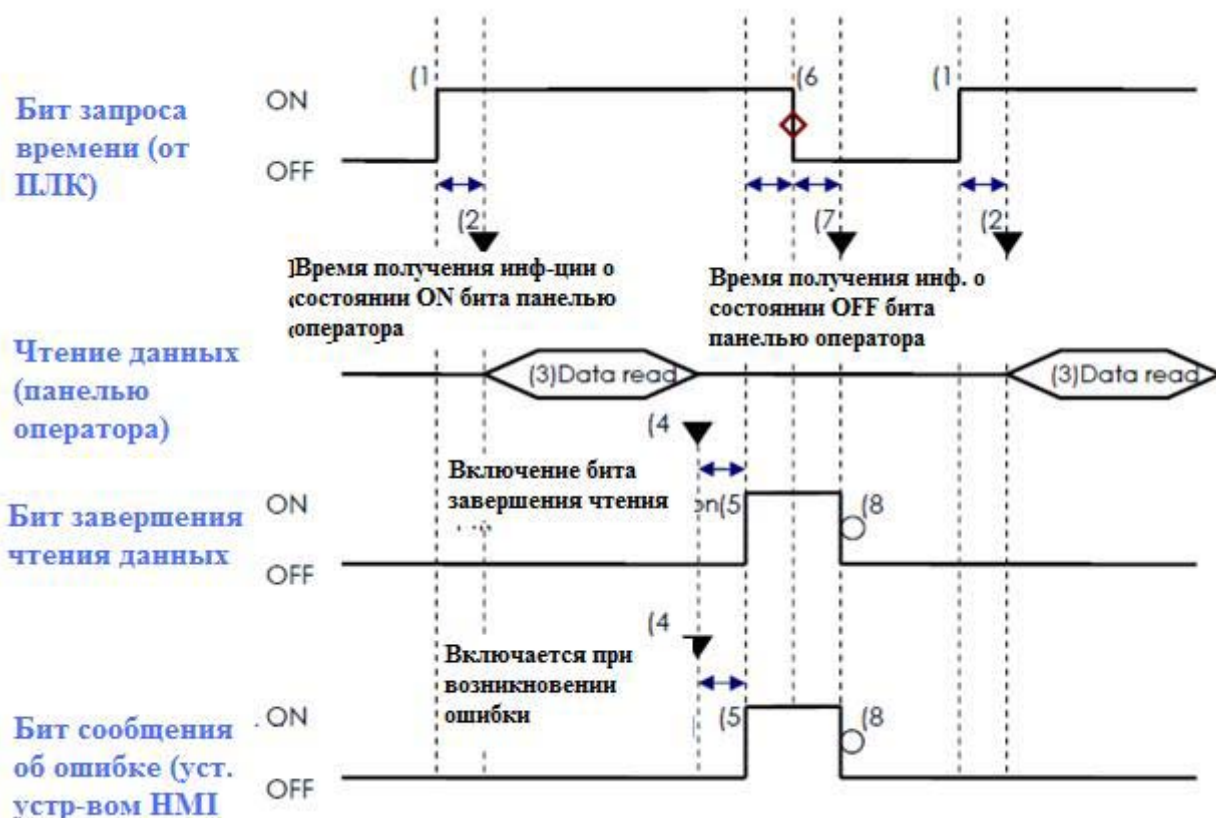 (1
(6
(1
Бит запроса
времени (от
ПЛК)
ON
OFF
(2
(7
(2
Время получения инф-ции о
состоянии ON бита панелью
оператора
Время получения инф. о
состоянии OFF бита
панелью оператора
Чтение данных
(панелью
оператора)
(3)Data read
(3)Data read
(4
Включение бита
завершения чтения
Бит завершения
чтения данных
ON
OFF
on(5
(8
(4
Включается при
возникновении
ошибки
Бит сообщения
об ошибке (уст.
устр-вом HMI
ON
OFF
(5
(8